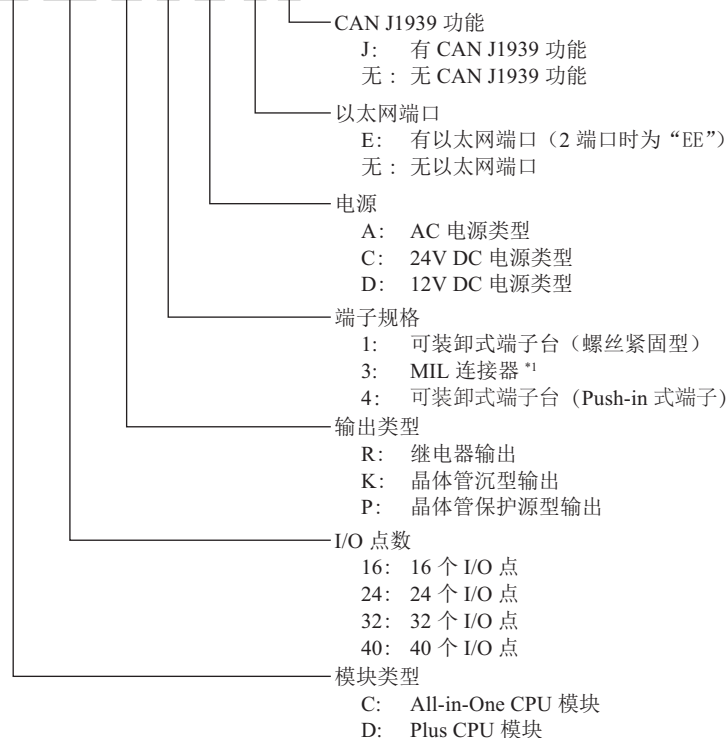 CAN J1939 功能
J: 有 CAN J1939 功能
无：无 CAN J1939 功能
以太网端口
E: 有以太网端口（2 端口时为“EE”）
无：无以太网端口
电源
A: AC 电源类型
C: 24V DC 电源类型
D: 12V DC 电源类型
端子规格
1: 可装卸式端子台（螺丝紧固型）
3: MIL 连接器 *1
4: 可装卸式端子台（Push-in 式端子）
输出类型
R: 继电器输出
K: 晶体管沉型输出
P: 晶体管保护源型输出
I/O 点数
16: 16 个 I/O 点
24: 24 个 I/O 点
32: 32 个 I/O 点
40: 40 个 I/O 点
模块类型
C: All-in-One CPU 模块
D: Plus CPU 模块